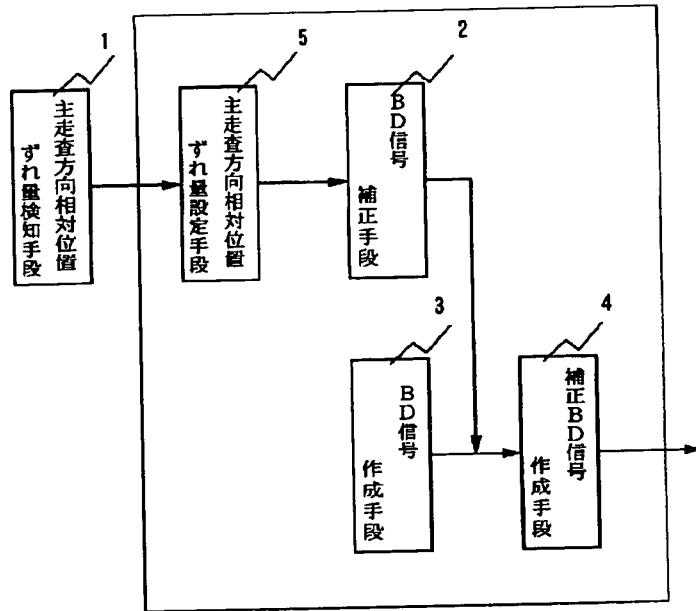 1
主走査方向相対位置
ずれ量検知手段
5
主走査方向相対位置
ずれ量設定手段
2
BD信号
補正手段
3
BD信号
作成手段
4
補正BD信号
作成手段